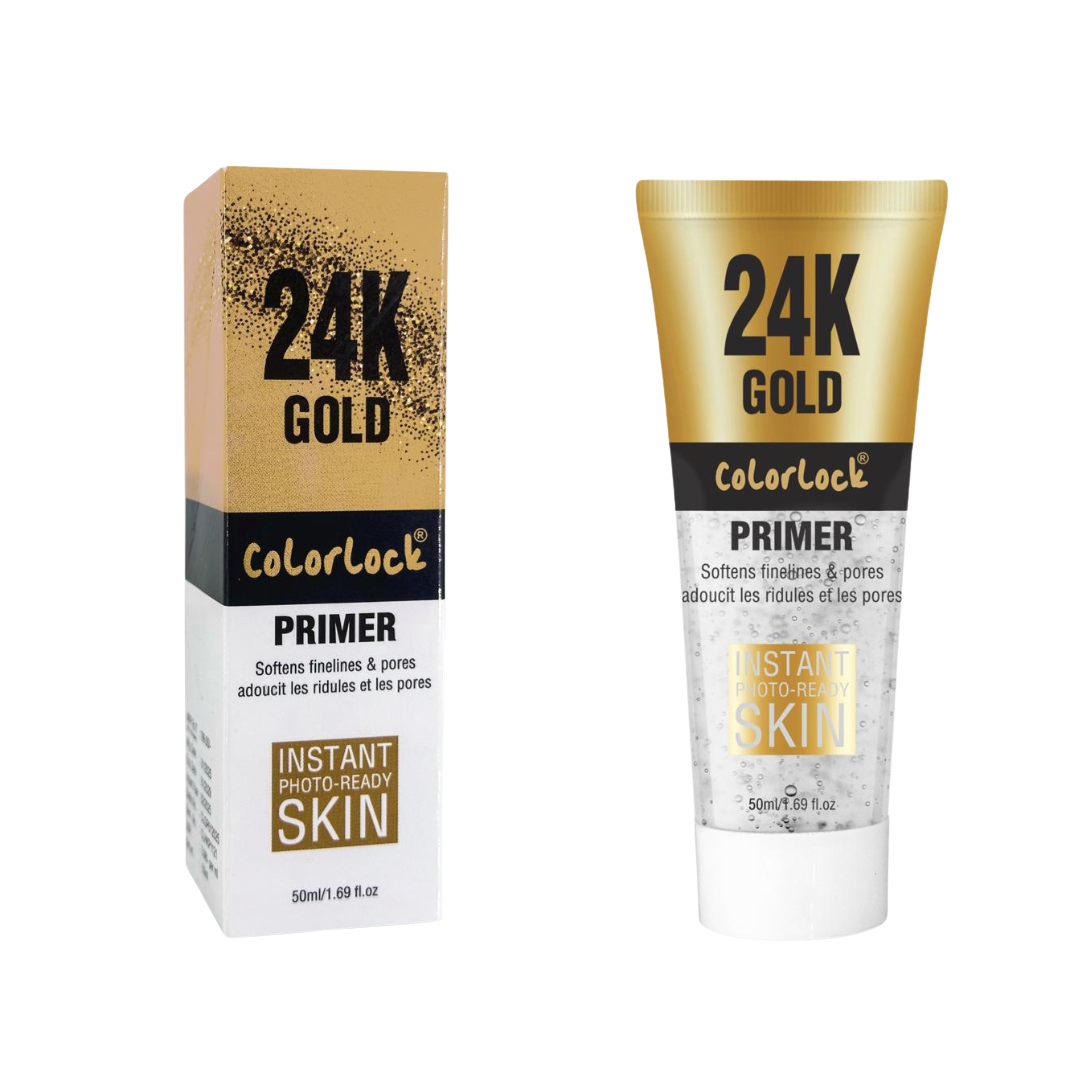 24K
GOLD
Colorlock®
PRIMER
Softens finelines & pores
adoucit les ridules et les pores
INSTANT
PHOTO-READY
SKIN
50ml/1.69 fl.oz
24K
GOLD
Colorlock®
PRIMER
Softens finelines & pores
adoucit les ridules et les pores
INSTANT
PHOTO-READY
SKIN
50ml/1.69 fl.oz